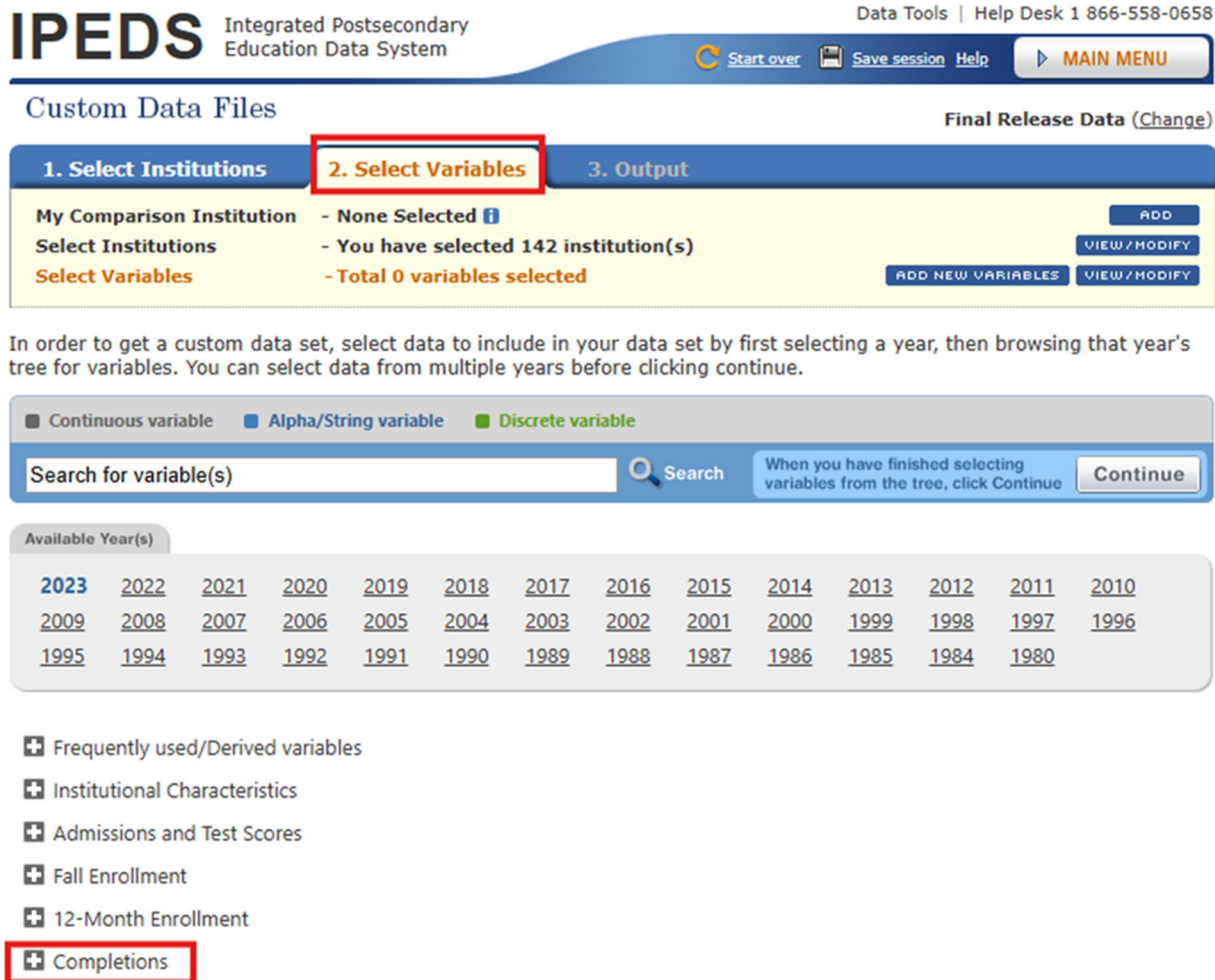 IPEDS Integrated Postsecondary
Education Data System
Data Tools | Help Desk 1 866-558-0658
Start over Save session Help MAIN MENU
Custom Data Files
Final Release Data (Change)
1. Select Institutions 2. Select Variables 3. Output
My Comparison Institution - None Selected i ADD
Select Institutions - You have selected 142 institution(s) VIEW/MODIFY
Select Variables - Total 0 variables selected ADD NEW VARIABLES VIEW/MODIFY
In order to get a custom data set, select data to include in your data set by first selecting a year, then browsing that year's
tree for variables. You can select data from multiple years before clicking continue.
Continuous variable Alpha/String variable Discrete variable
Search for variable(s) Search When you have finished selecting
variables from the tree, click Continue Continue
Available Year(s)
2023 2022 2021 2020 2019 2018 2017 2016 2015 2014 2013 2012 2011 2010
2009 2008 2007 2006 2005 2004 2003 2002 2001 2000 1999 1998 1997 1996
1995 1994 1993 1992 1991 1990 1989 1988 1987 1986 1985 1984 1980
Frequently used/Derived variables
Institutional Characteristics
Admissions and Test Scores
Fall Enrollment
12-Month Enrollment
Completions